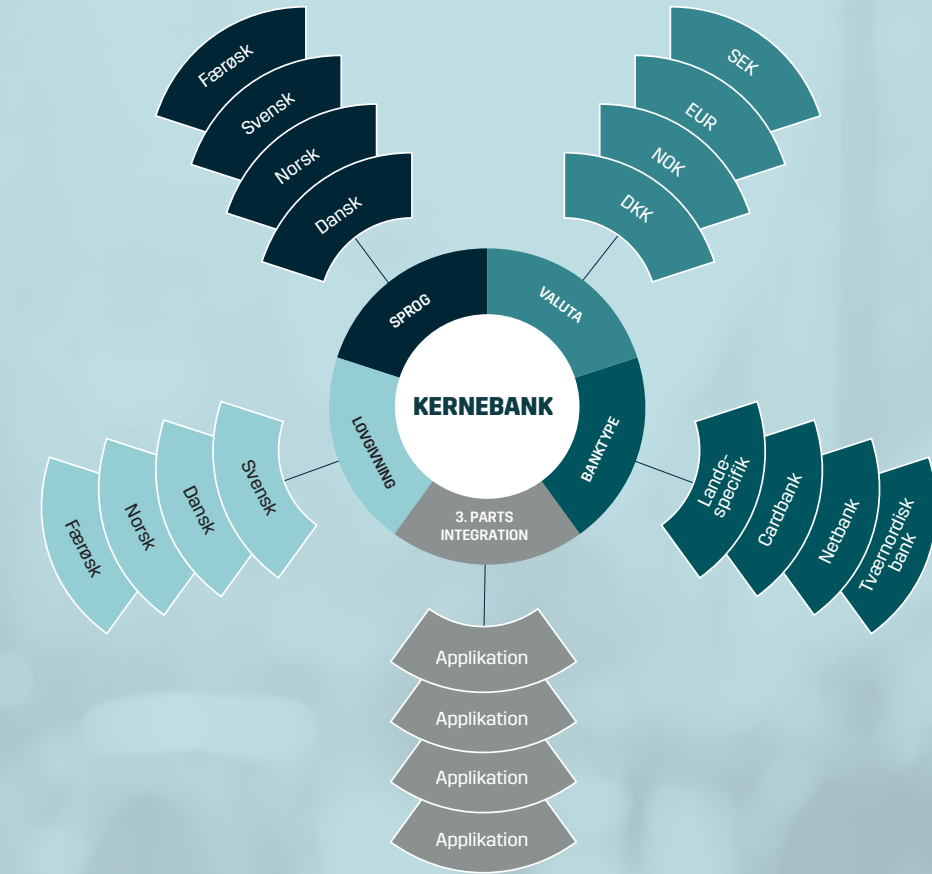 Færøsk
Svensk
Norsk
Dansk
SEK
EUR
NOK
DKK
SPROG
VALUTA
KERNEBANK
LOVGIVNING
BANKTYPE
3. PARTS
INTEGRATION
Svensk
Dansk
Norsk
Færøsk
Lande-
specifik
Cardbank
Netbank
Tværnordisk
bank
Applikation
Applikation
Applikation
Applikation